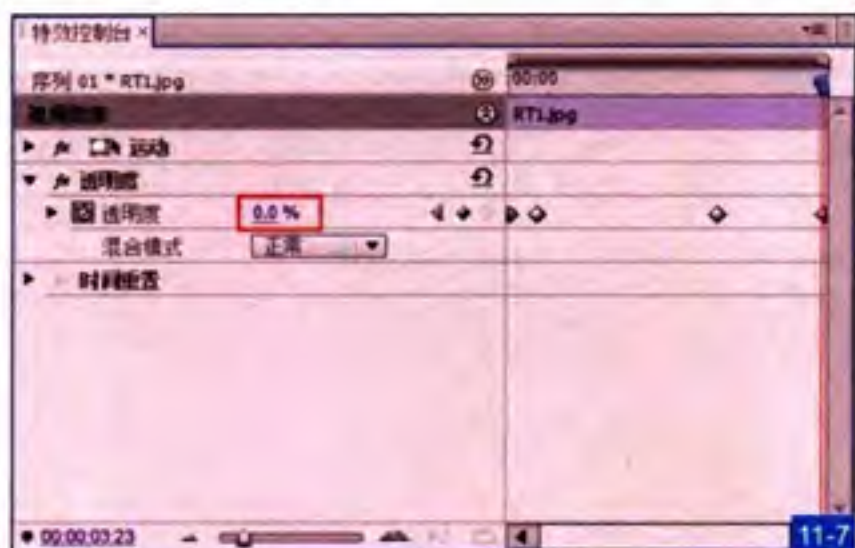 特效控制台 ×
序列 01 * RT1.jpg
00:00
RT1.jpg
fx 运动
fx 透明度
透明度 0.0 %
混合模式 正常
时间重置
00:00:03:23
11-7